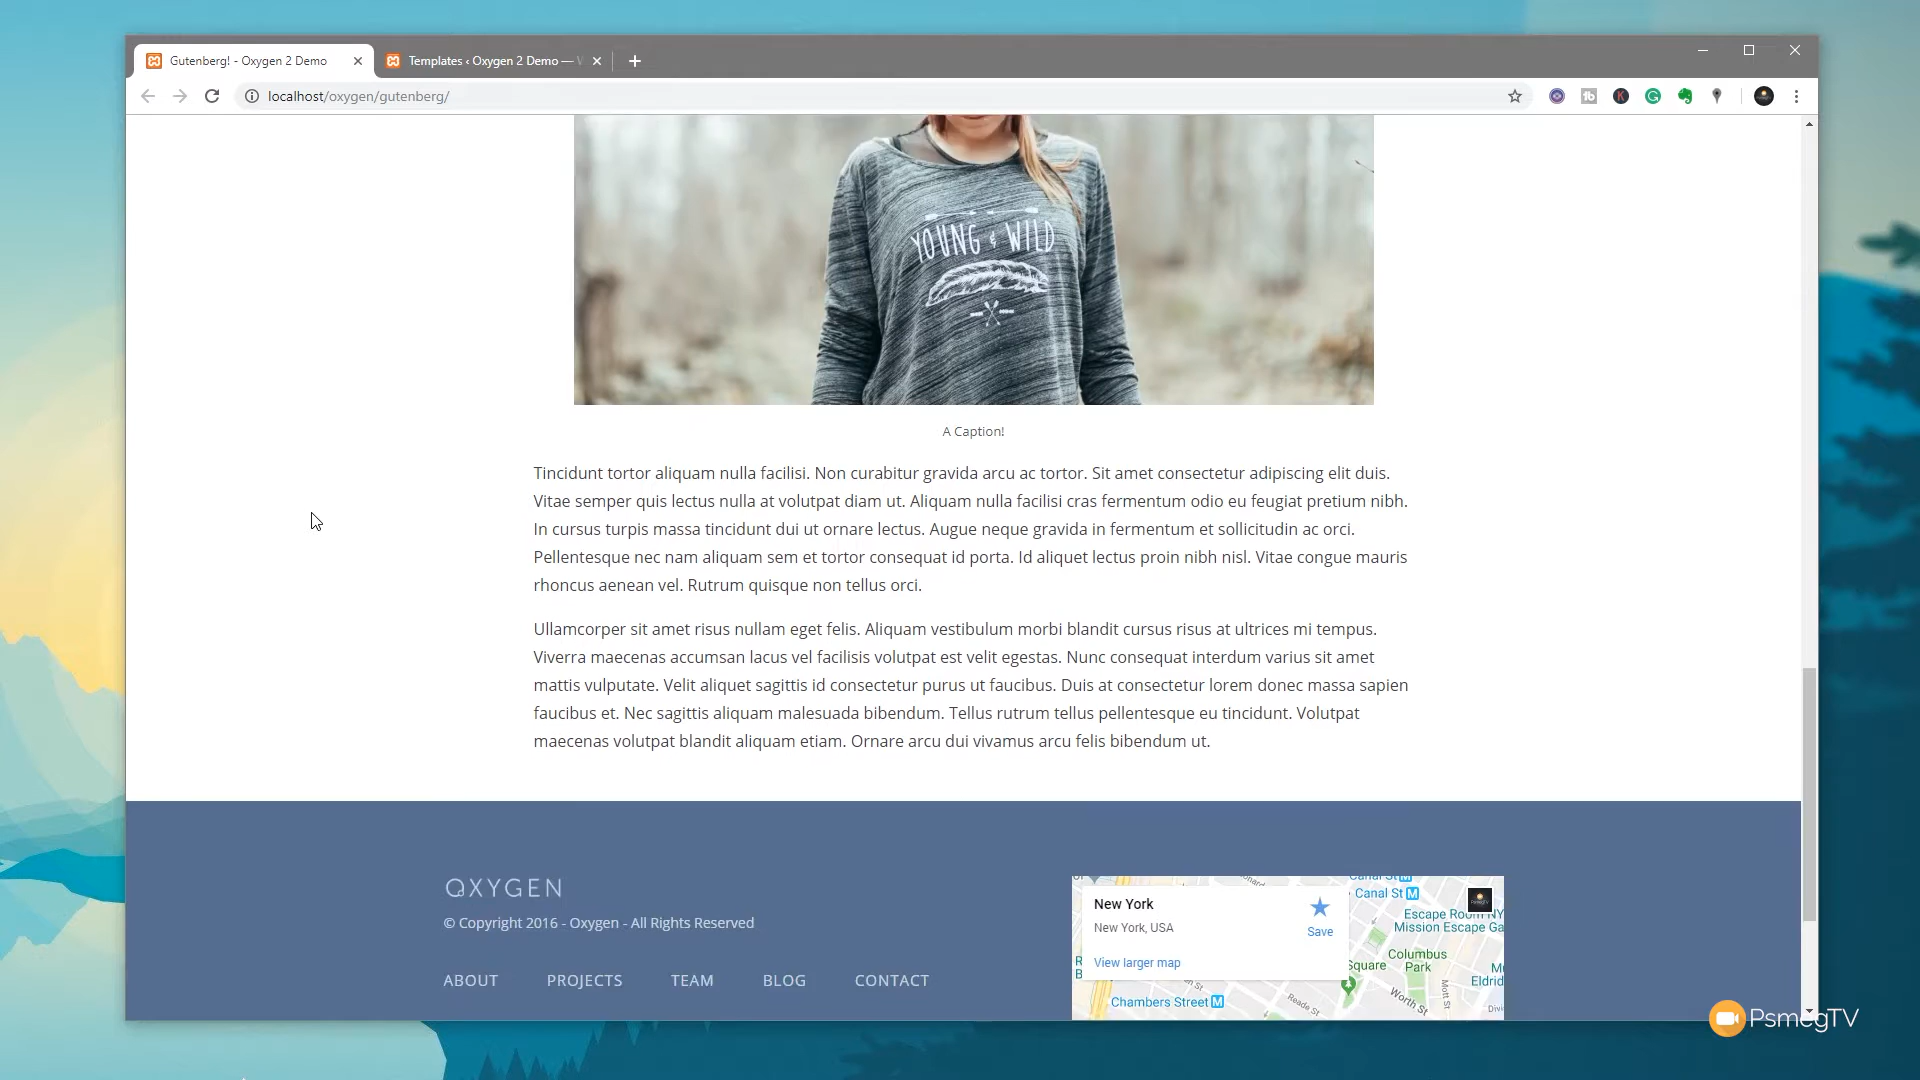 Gutenberg! - Oxygen 2 Demo
Templates ‹ Oxygen 2 Demo —
localhost/oxygen/gutenberg/
YOUNG & WILD
A Caption!
Tincidunt tortor aliquam nulla facilisi. Non curabitur gravida arcu ac tortor. Sit amet consectetur adipiscing elit duis.
Vitae semper quis lectus nulla at volutpat diam ut. Aliquam nulla facilisi cras fermentum odio eu feugiat pretium nibh.
In cursus turpis massa tincidunt dui ut ornare lectus. Augue neque gravida in fermentum et sollicitudin ac orci.
Pellentesque nec nam aliquam sem et tortor consequat id porta. Id aliquet lectus proin nibh nisl. Vitae congue mauris
rhoncus aenean vel. Rutrum quisque non tellus orci.
Ullamcorper sit amet risus nullam eget felis. Aliquam vestibulum morbi blandit cursus risus at ultrices mi tempus.
Viverra maecenas accumsan lacus vel facilisis volutpat est velit egestas. Nunc consequat interdum varius sit amet
mattis vulputate. Velit aliquet sagittis id consectetur purus ut faucibus. Duis at consectetur lorem donec massa sapien
faucibus et. Nec sagittis aliquam malesuada bibendum. Tellus rutrum tellus pellentesque eu tincidunt. Volutpat
maecenas volutpat blandit aliquam etiam. Ornare arcu dui vivamus arcu felis bibendum ut.
OXYGEN
© Copyright 2016 - Oxygen - All Rights Reserved
ABOUT PROJECTS TEAM BLOG CONTACT
New York
New York, USA
Save
View larger map
Canal St
Escape Room NY
Mission Escape Ga
Columbus
Park
Square
Eldrid
Mott St
Worth St
Reade St
Chambers Street
PsmegTV